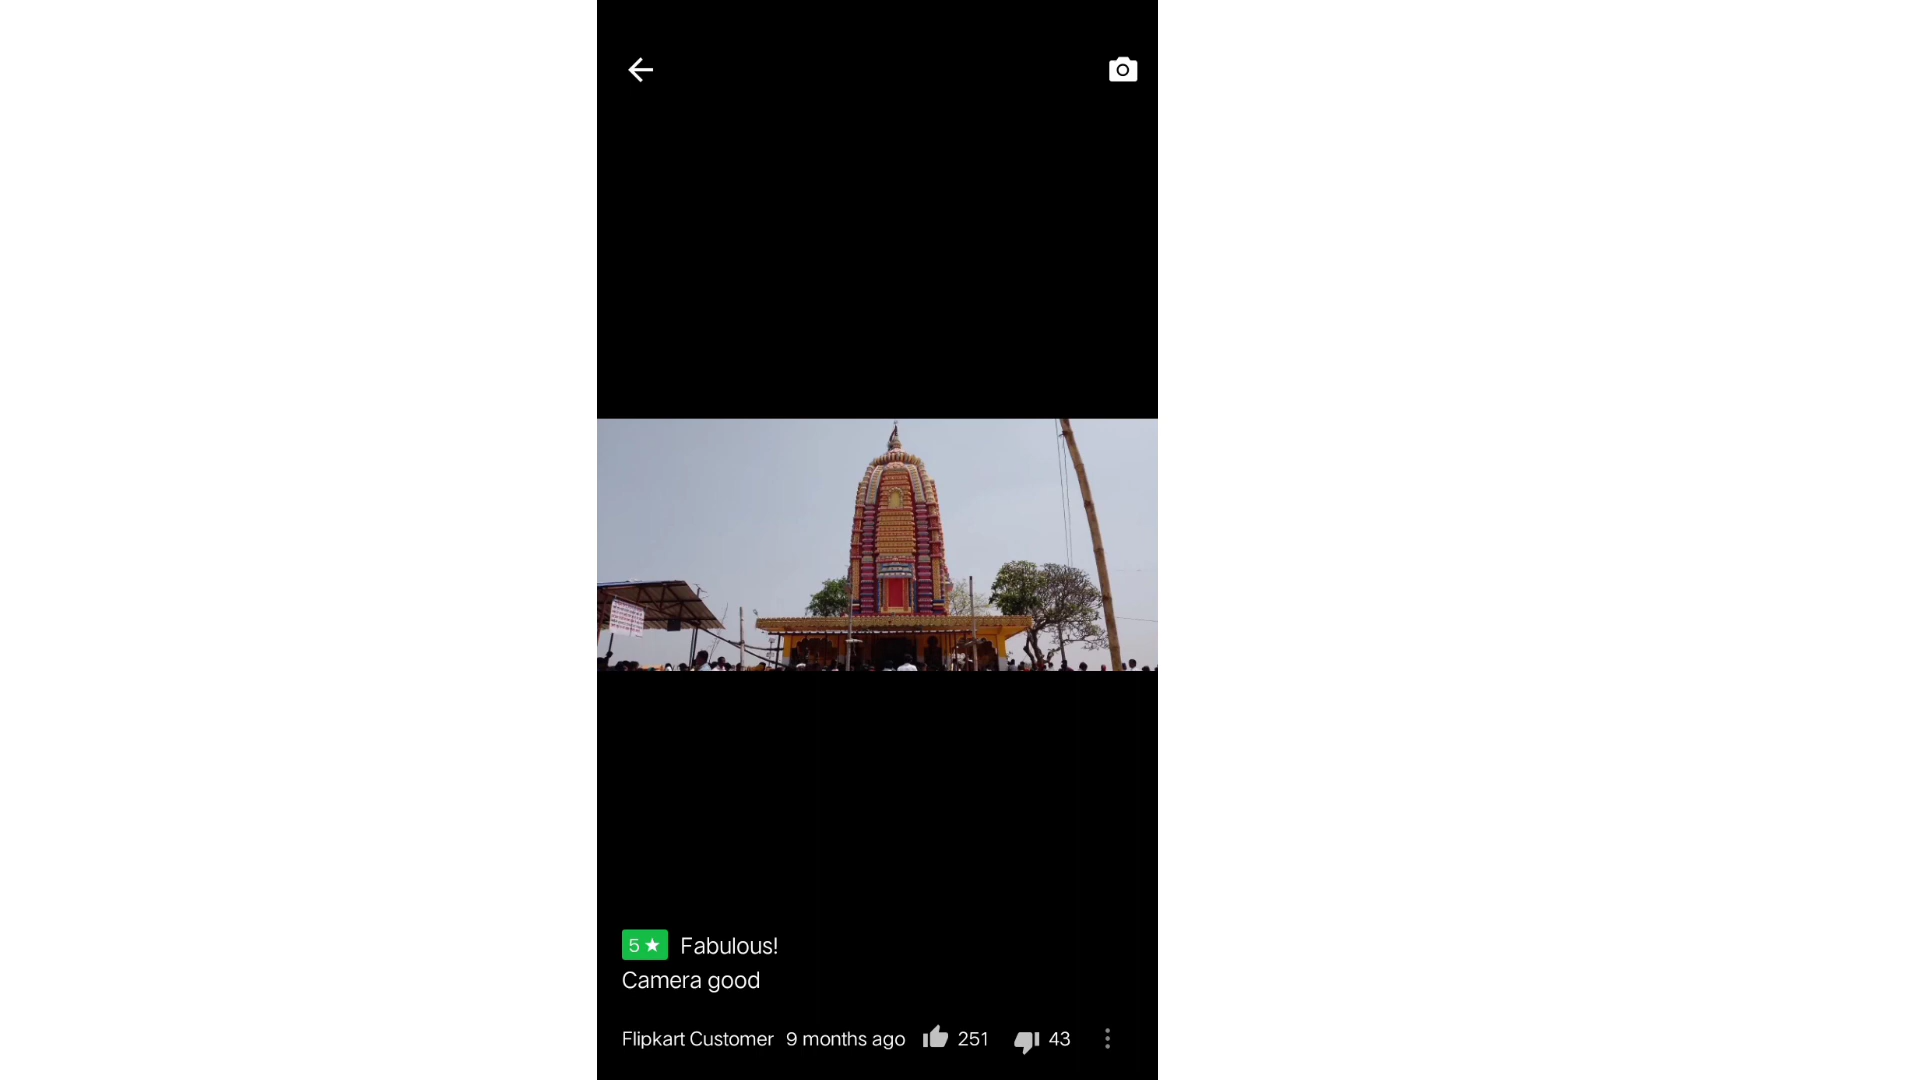 5 ★ Fabulous!
Camera good
Flipkart Customer 9 months ago 251 43